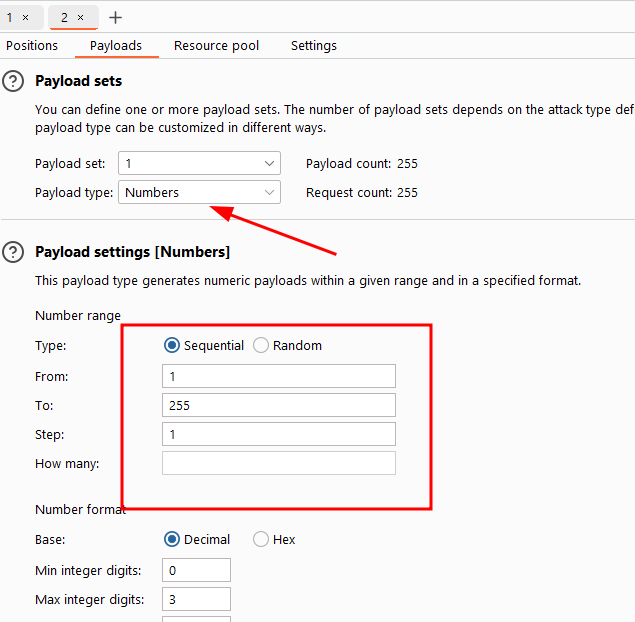 1 × 2 × +
Positions Payloads Resource pool Settings
? Payload sets
You can define one or more payload sets. The number of payload sets depends on the attack type def
payload type can be customized in different ways.
Payload set: 1 Payload count: 255
Payload type: Numbers Request count: 255
? Payload settings [Numbers]
This payload type generates numeric payloads within a given range and in a specified format.
Number range
Type: Sequential Random
From: 1
To: 255
Step: 1
How many:
Number format
Base: Decimal Hex
Min integer digits: 0
Max integer digits: 3